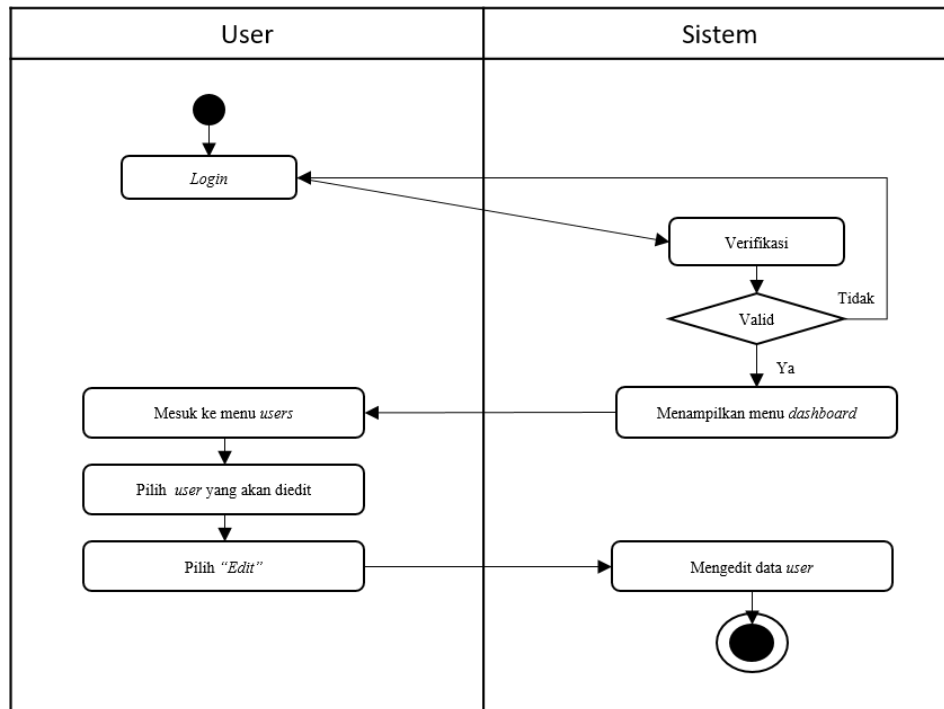 User
Sistem
Login
Verifikasi
Valid
Tidak
Ya
Menampilkan menu dashboard
Mesuk ke menu users
Pilih user yang akan diedit
Pilih “Edit”
Mengedit data user